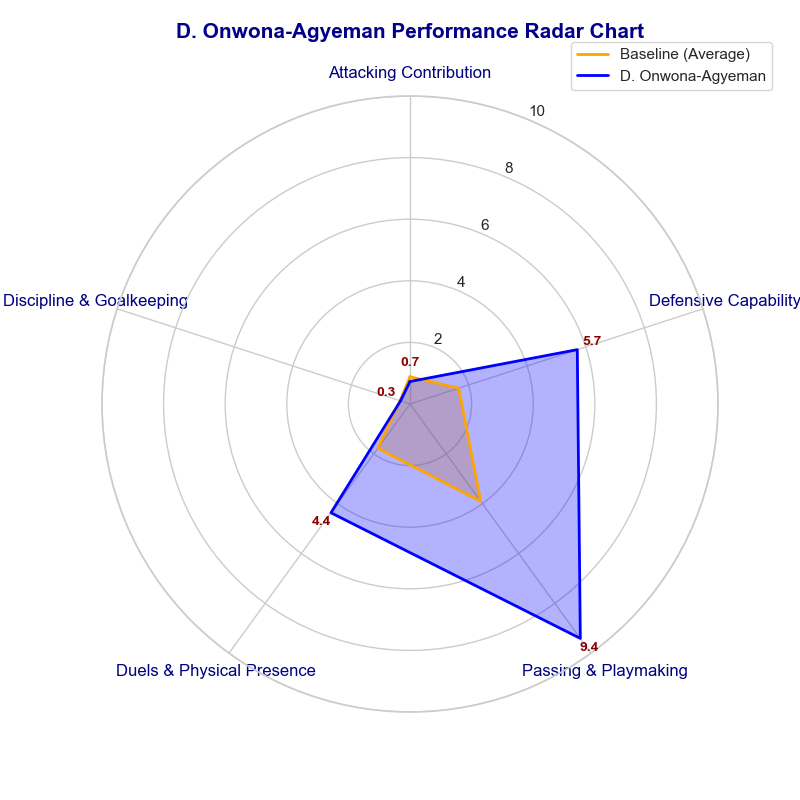 D. Onwona-Agyeman Performance Radar Chart
Baseline (Average)
D. Onwona-Agyeman
Attacking Contribution
10
8
6
4
2
Discipline & Goalkeeping
Defensive Capability
5.7
0.7
0.3
4.4
9.4
Duels & Physical Presence
Passing & Playmaking